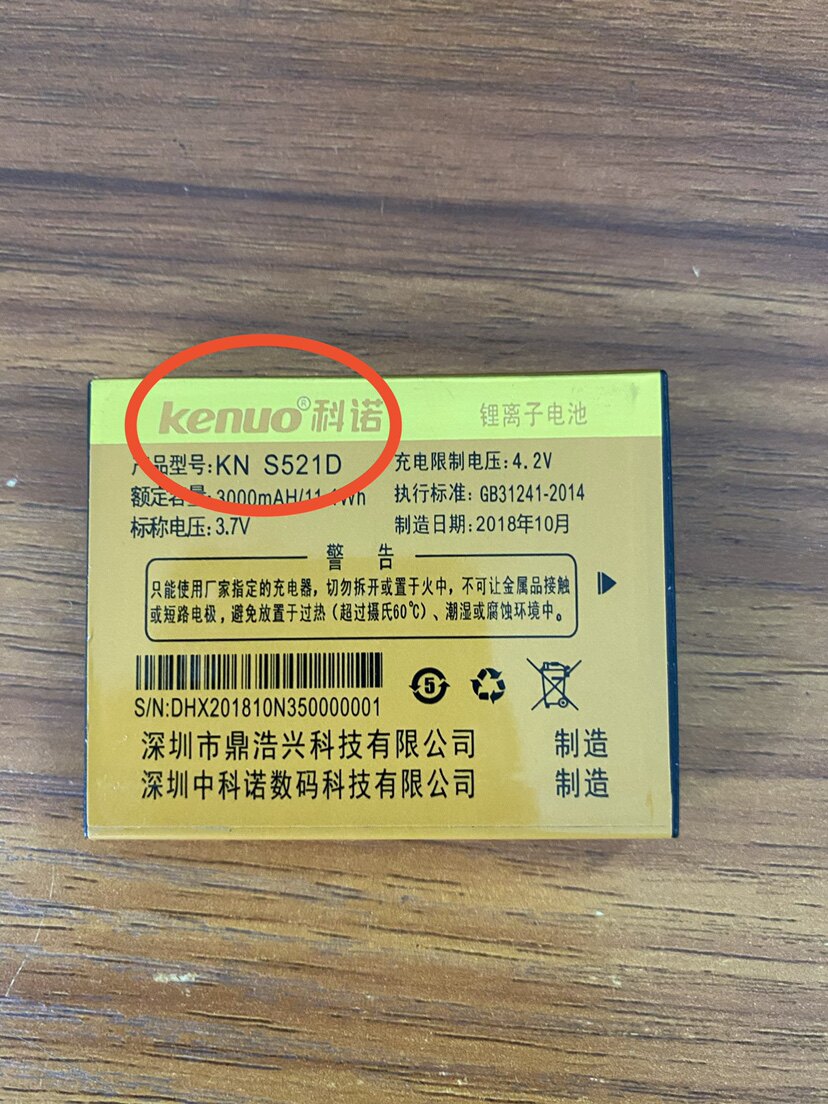 kenuo®科诺 锂离子电池
产品型号:KN S521D 充电限制电压:4.2V
额定容量:3000mAH/11.1Wh 执行标准: GB31241-2014
标称电压:3.7V 制造日期:2018年10月
警 告
只能使用厂家指定的充电器，切勿拆开或置于火中，不可让金属品接触
或短路电极，避免放置于过热（超过摄氏60℃）、潮湿或腐蚀环境中。
5
S/N:DHX201810N350000001
深圳市鼎浩兴科技有限公司 制造
深圳中科诺数码科技有限公司 制造